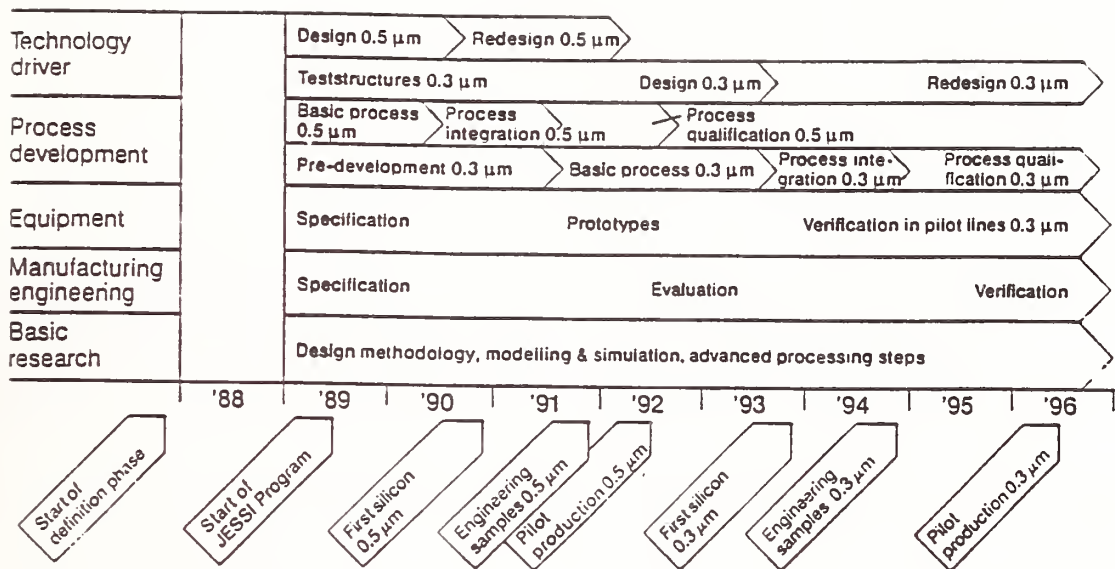 Technology
driver
Design 0.5 µm
Redesign 0.5 µm
Teststructures 0.3 µm
Design 0.3 µm
Redesign 0.3 µm
Process
development
Basic process
0.5 µm
Process
integration 0.5 µm
Process
qualification 0.5 µm
Pre-development 0.3 µm
Basic process 0.3 µm
Process inte-
gration 0.3 µm
Process quali-
fication 0.3 µm
Equipment
Specification
Prototypes
Verification in pilot lines 0.3 µm
Manufacturing
engineering
Specification
Evaluation
Verification
Basic
research
Design methodology, modelling & simulation, advanced processing steps
'88
'89
'90
'91
'92
'93
'94
'95
'96
Start of
definition phase
Start of
JESSI Program
First silicon
0.5 µm
Engineering
samples 0.5 µm
Pilot
production 0.5 µm
First silicon
0.3 µm
Engineering
samples 0.3 µm
Pilot
production 0.3 µm